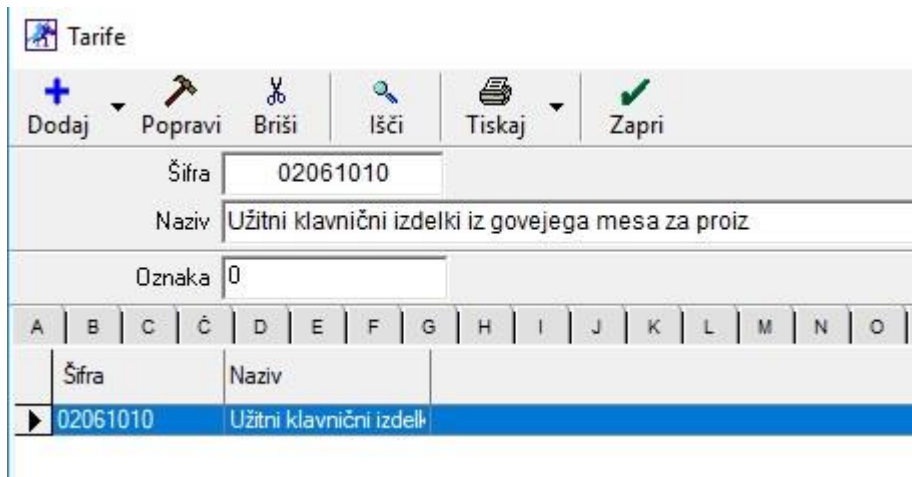 Tarife
Dodaj Popravi Briši Išči Tiskaj Zapri
Šifra 02061010
Naziv Užitni klavnični izdelki iz govejega mesa za proiz
Oznaka 0
A B C Č D E F G H I J K L M N O
Šifra Naziv
02061010 Užitni klavnični izdelk